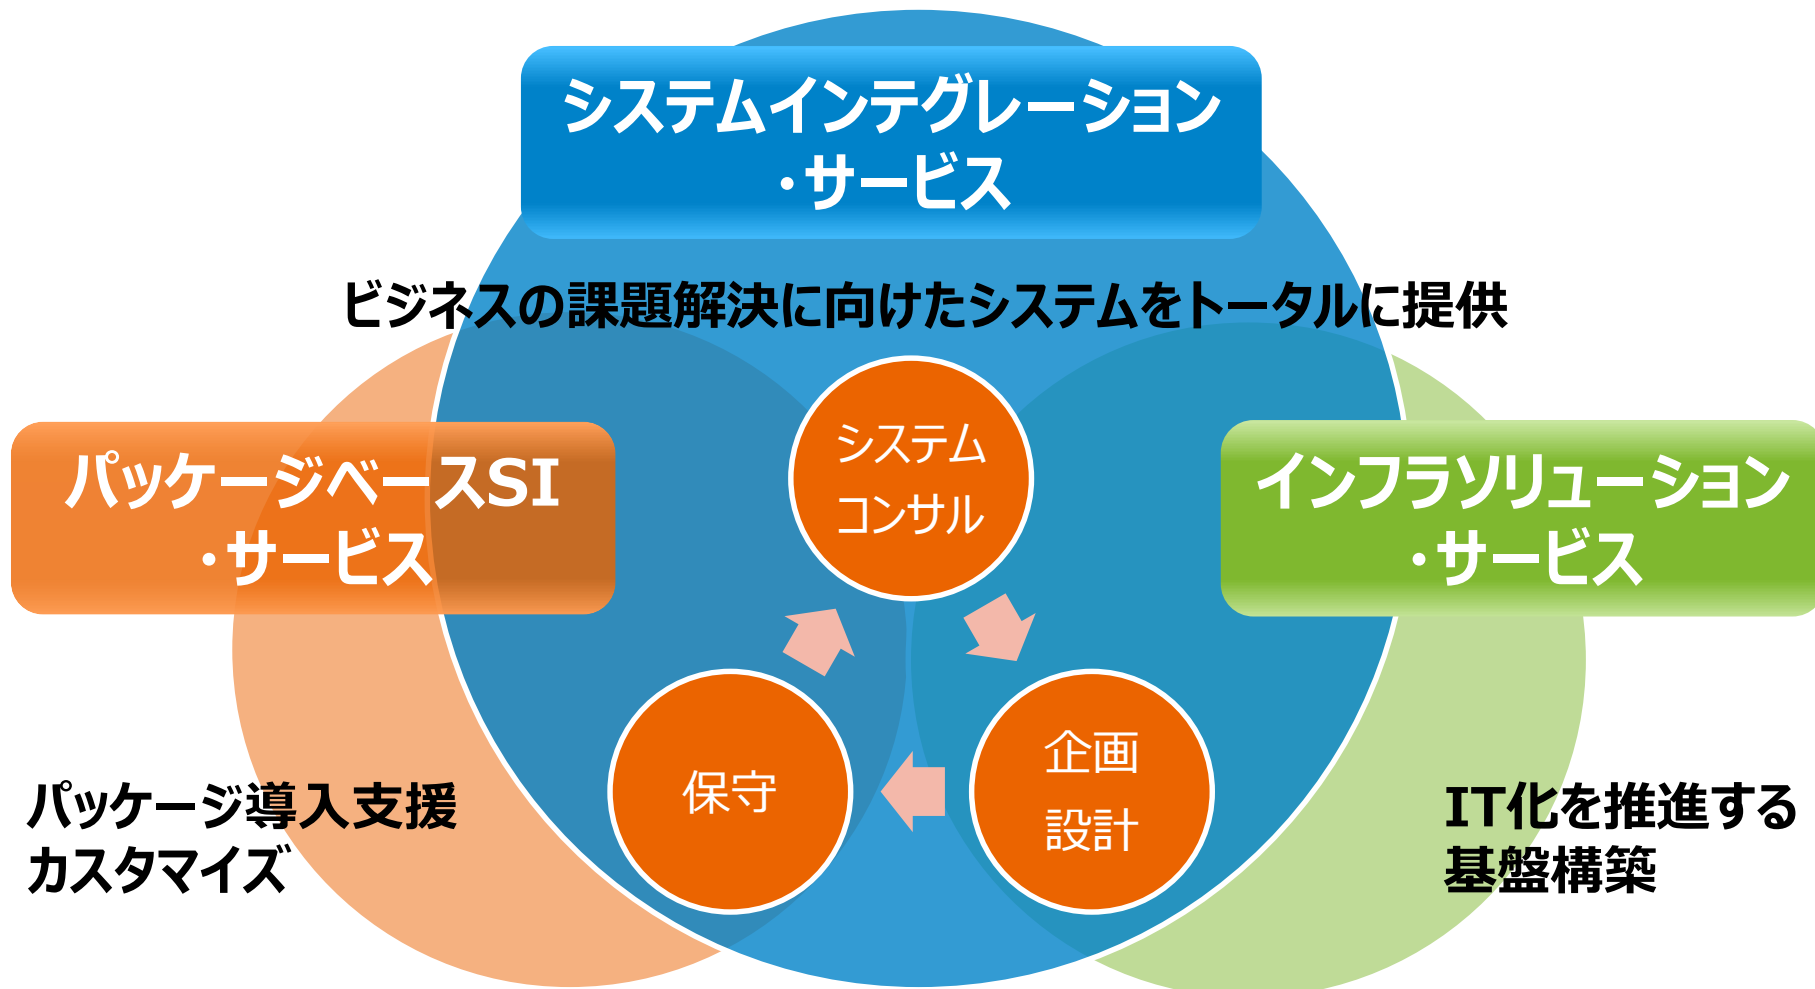 システムインテグレーション
・サービス
ビジネスの課題解決に向けたシステムをトータルに提供
システム
コンサル
パッケージベースSI
・サービス
インフラソリューション
・サービス
企画
設計
保守
パッケージ導入支援
カスタマイズ
IT化を推進する
基盤構築